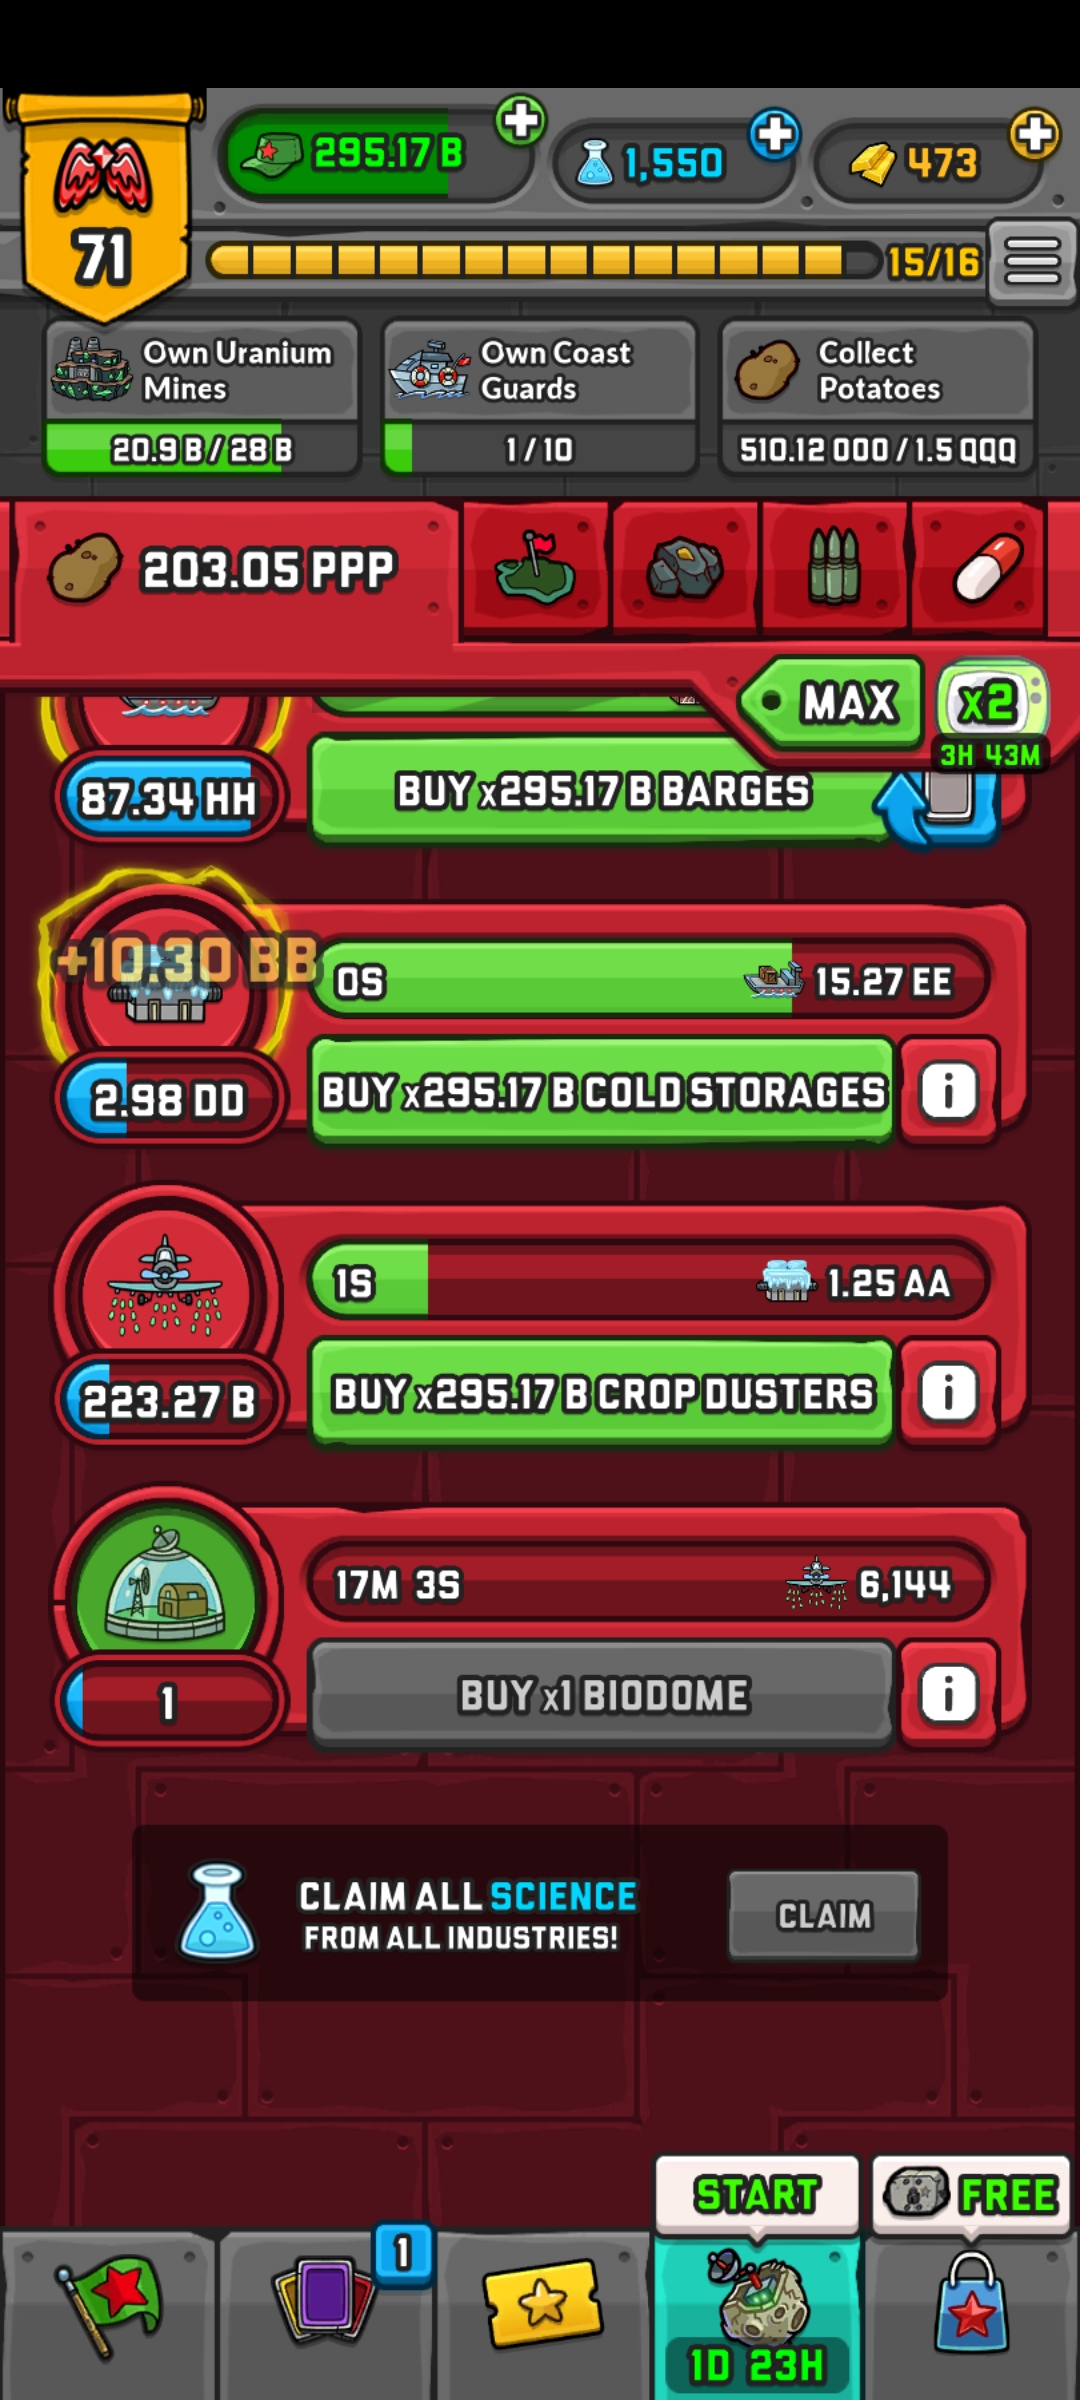 295.17 B
1,550
473
71
15/16
Own Uranium
Mines
20.9 B / 28 B
Own Coast
Guards
1 / 10
Collect
Potatoes
510.12 000 / 1.5 QQQ
203.05 PPP
MAX
x2
3H 43M
87.34 HH
BUY x295.17 B BARGES
+10.30 BB
0S
15.27 EE
2.98 DD
BUY x295.17 B COLD STORAGES
i
1S
1.25 AA
223.27 B
BUY x295.17 B CROP DUSTERS
i
17M 3S
6,144
1
BUY x1 BIODOME
i
CLAIM ALL SCIENCE
FROM ALL INDUSTRIES!
CLAIM
START
FREE
1
1D 23H